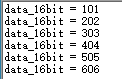 data_16bit = 101
data_16bit = 202
data_16bit = 303
data_16bit = 404
data_16bit = 505
data_16bit = 606